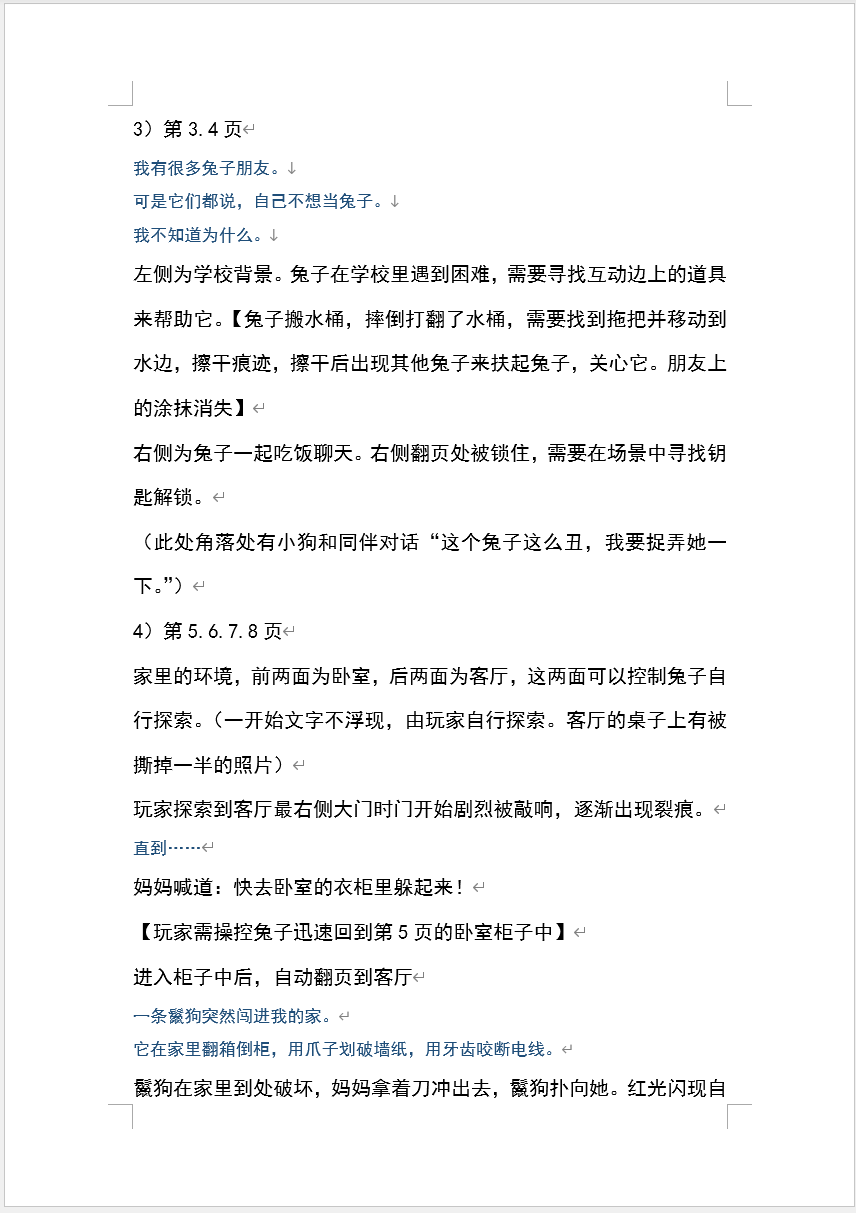 3）第 3.4 页
我有很多兔子朋友。
可是它们都说，自己不想当兔子。
我不知道为什么。
左侧为学校背景。兔子在学校里遇到困难，需要寻找互动边上的道具
来帮助它。【兔子搬水桶，摔倒打翻了水桶，需要找到拖把并移动到
水边，擦干痕迹，擦干后出现其他兔子来扶起兔子，关心它。朋友上
的涂抹消失】
右侧为兔子一起吃饭聊天。右侧翻页处被锁住，需要在场景中寻找钥
匙解锁。
（此处角落处有小狗和同伴对话“这个兔子这么丑，我要捉弄她一
下。”）
4）第 5.6.7.8 页
家里的环境，前两面为卧室，后两面为客厅，这两面可以控制兔子自
行探索。（一开始文字不浮现，由玩家自行探索。客厅的桌子上有被
撕掉一半的照片）
玩家探索到客厅最右侧大门时门开始剧烈被敲响，逐渐出现裂痕。
直到……
妈妈喊道：快去卧室的衣柜里躲起来！
【玩家需操控兔子迅速回到第 5 页的卧室柜子中】
进入柜子中后，自动翻页到客厅
一条鬣狗突然闯进我的家。
它在家里翻箱倒柜，用爪子划破墙纸，用牙齿咬断电线。
鬣狗在家里到处破坏，妈妈拿着刀冲出去，鬣狗扑向她。红光闪现自